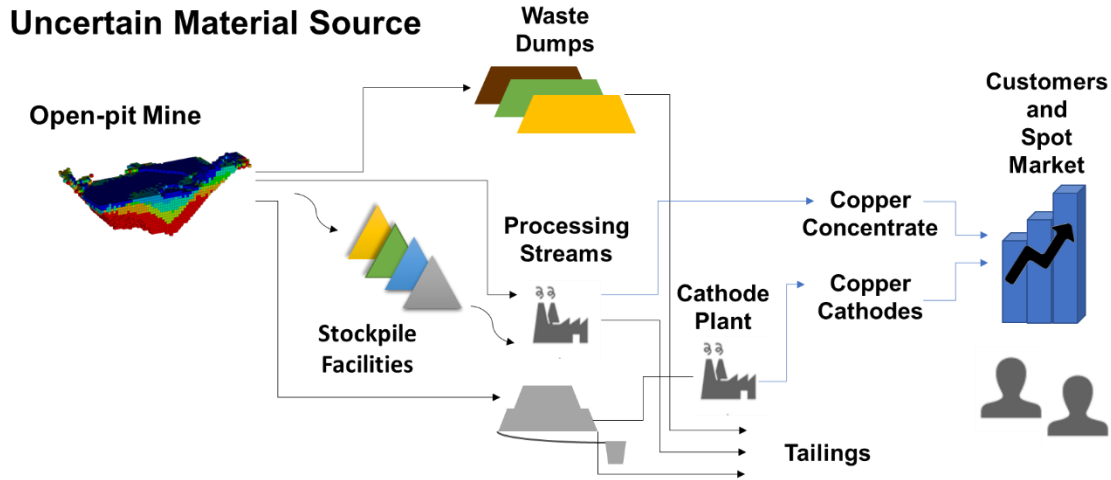 Uncertain Material Source
Waste
Dumps
Open-pit Mine
Customers
and
Spot
Market
Processing
Streams
Copper
Concentrate
Cathode
Plant
Copper
Cathodes
Stockpile
Facilities
Tailings